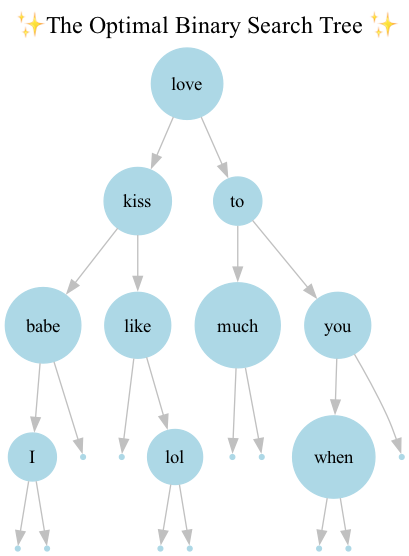 ✨The Optimal Binary Search Tree ✨
love
kiss
to
babe
like
much
you
I
lol
when